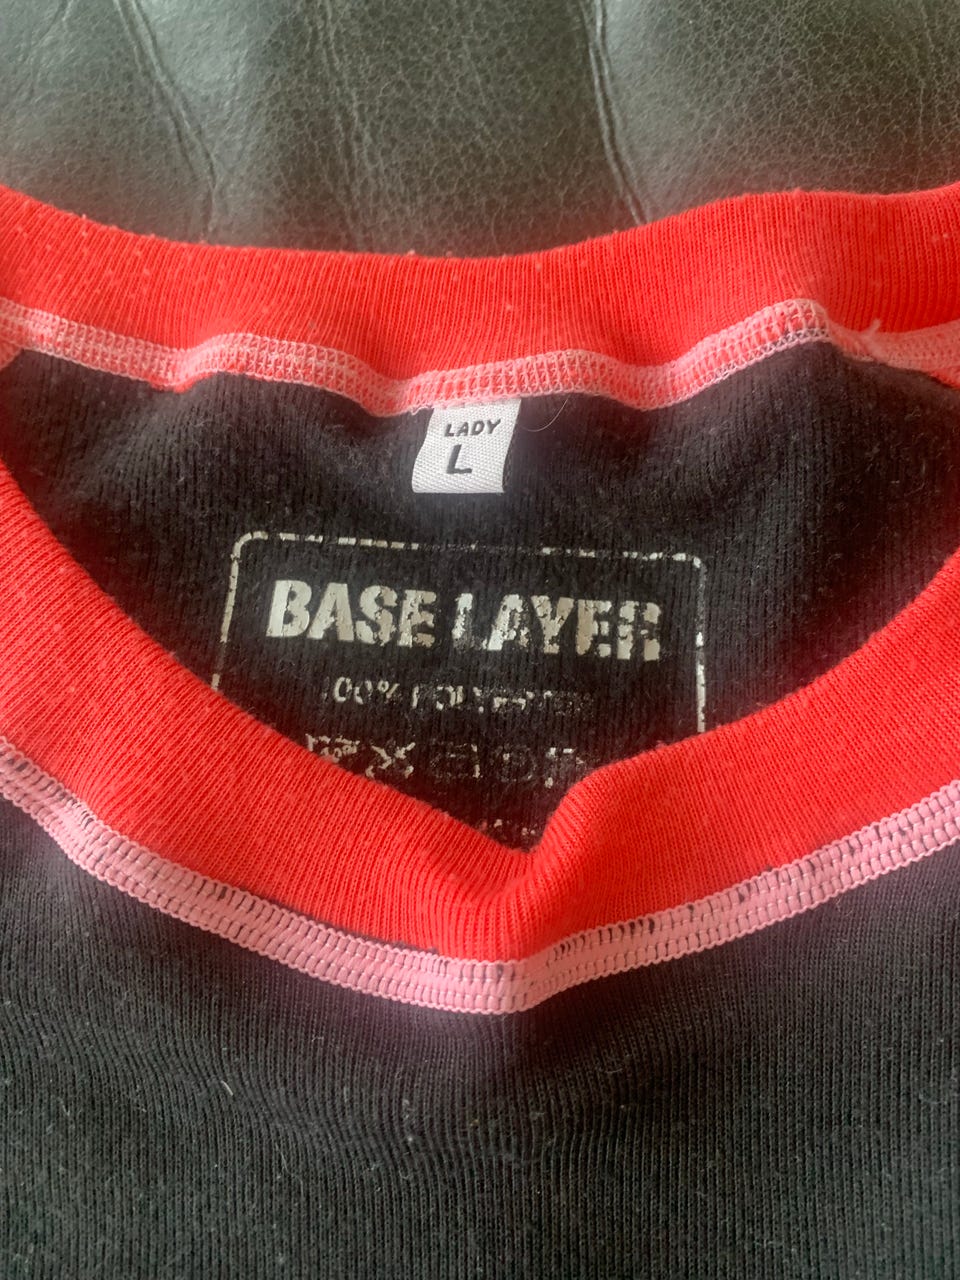 LADY
L
BASE LAYER
100% POLYESTER